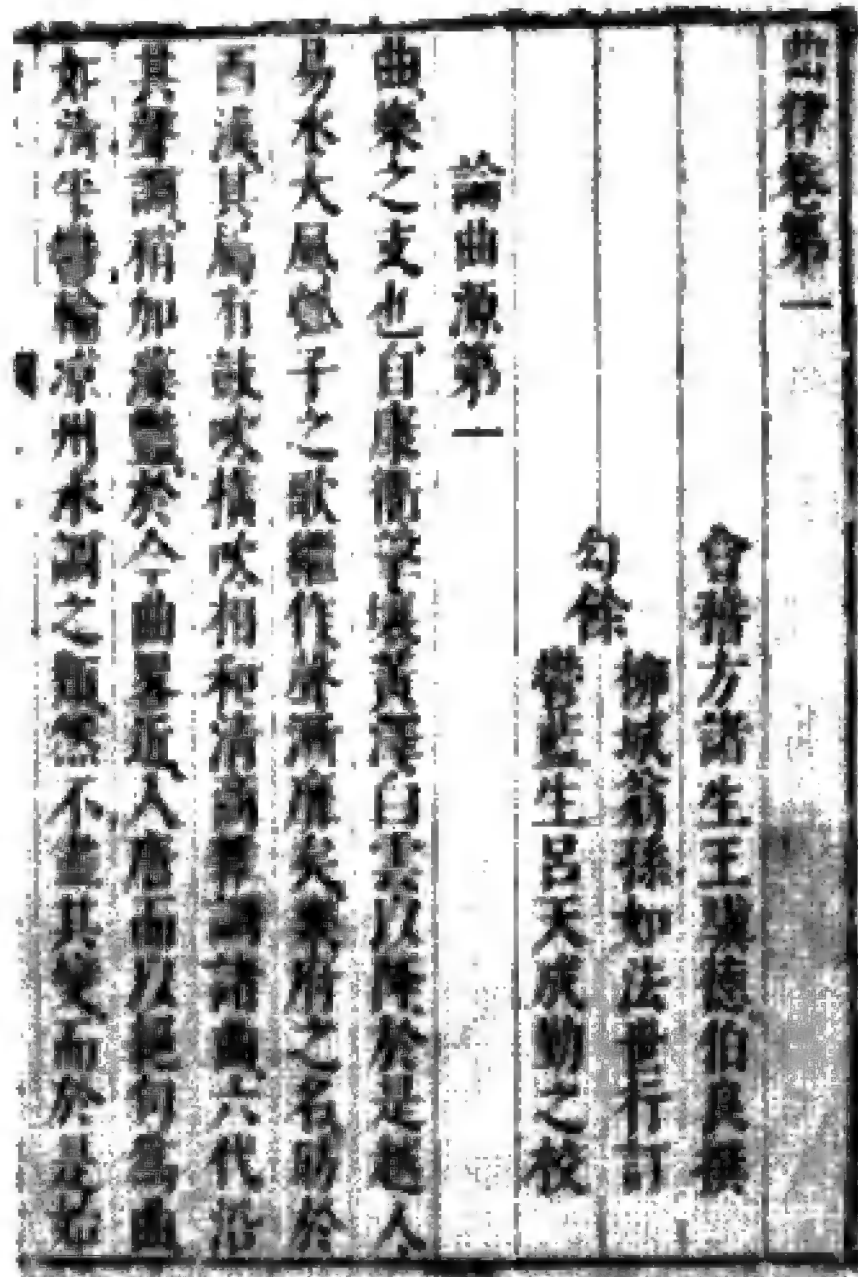 曲律卷第一
會稽方諸生王驥德伯良撰
勾餘
柳城翁孫如法世行訂
鬱藍生呂天成勤之校
論曲源第一
曲樂之支也自康衢擊壤黃澤白雲以降於是越人
易水大風瓠子之歌繼作聲漸靡矣樂府之名昉於
西漢其屬有鼓吹橫吹相和清商雜調諸曲六代沿
其聲調稍加藻豔於今曲畧近入唐而以絕句爲曲
如清平鬱輪凉州水調之類然不盡其變而於是始